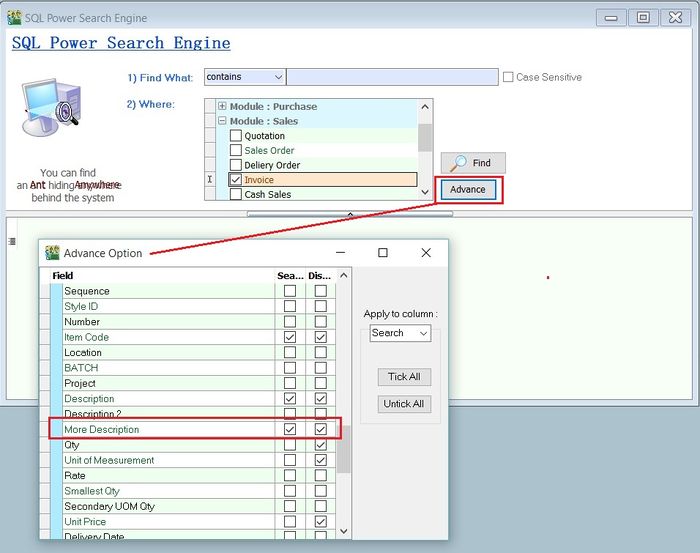 SQL Power Search Engine
SQL Power Search Engine
1) Find What:
contains
Case Sensitive
2) Where:
Module : Purchase
Module : Sales
Quotation
Sales Order
Deliery Order
Invoice
Cash Sales
Find
Advance
You can find
an Ant hiding Anywhere
behind the system
Advance Option
Field Sea... Dis...
Sequence
Style ID
Number
Item Code
Location
BATCH
Project
Description
Description 2
More Description
Qty
Unit of Measurement
Rate
Smallest Qty
Secondary UOM Qty
Unit Price
Delivery Date
Apply to column :
Search
Tick All
Untick All